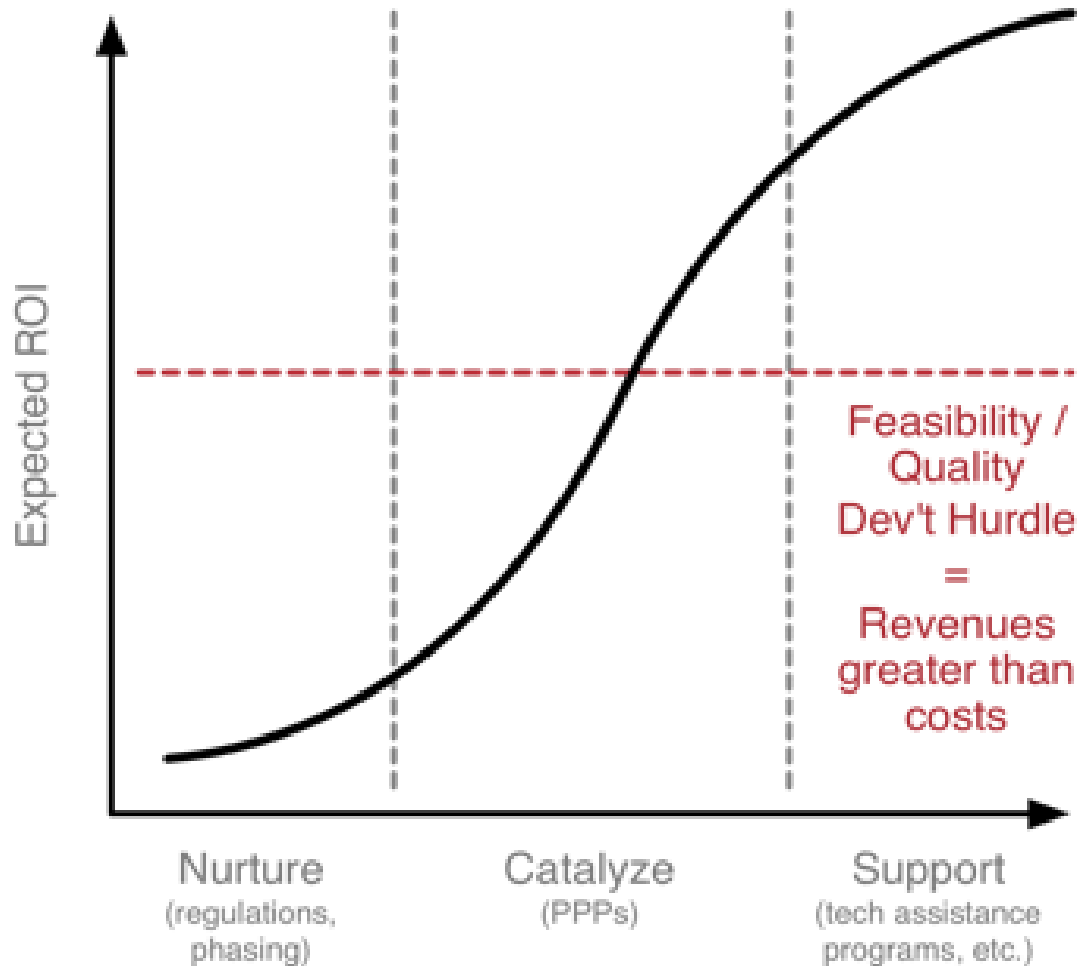 Expected ROI
Feasibility /
Quality
Dev't Hurdle
=
Revenues
greater than
costs
Nurture
(regulations,
phasing)
Catalyze
(PPPs)
Support
(tech assistance
programs, etc.)